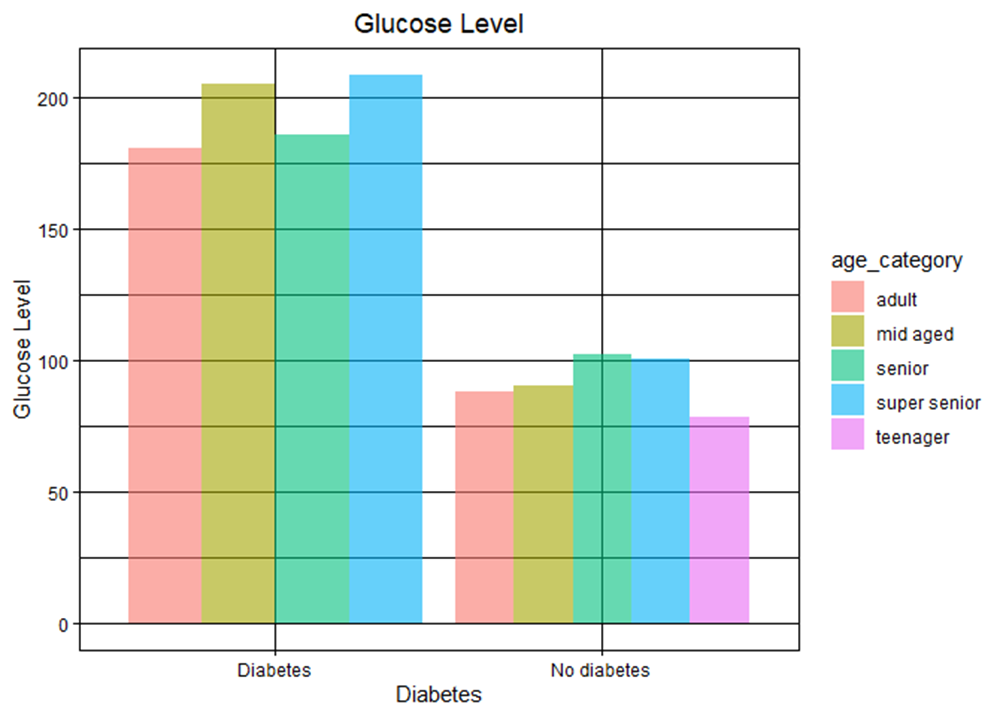 Glucose Level
Glucose Level
200
150
100
50
0
Diabetes
No diabetes
Diabetes
age_category
adult
mid aged
senior
super senior
teenager